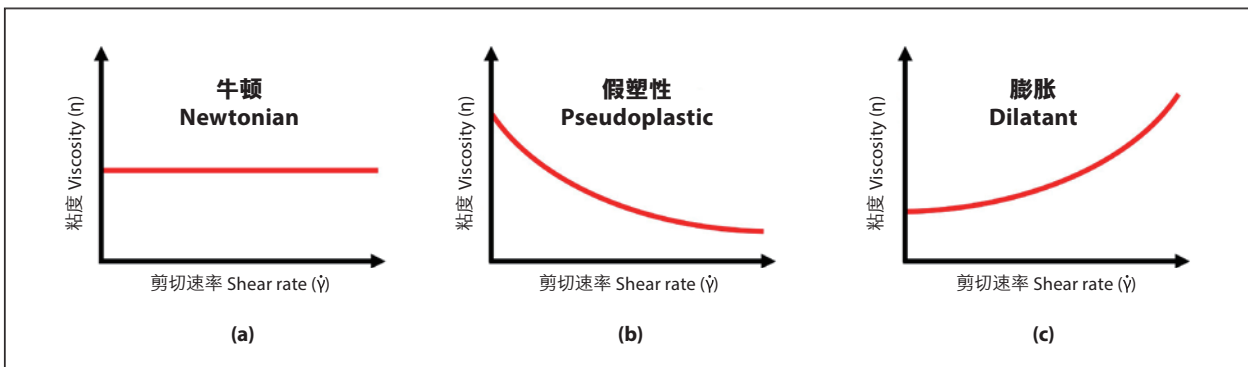 牛顿
Newtonian
粘度 Viscosity (η)
剪切速率 Shear rate (γ̇)
(a)
假塑性
Pseudoplastic
粘度 Viscosity (η)
剪切速率 Shear rate (γ̇)
(b)
膨胀
Dilatant
粘度 Viscosity (η)
剪切速率 Shear rate (γ̇)
(c)